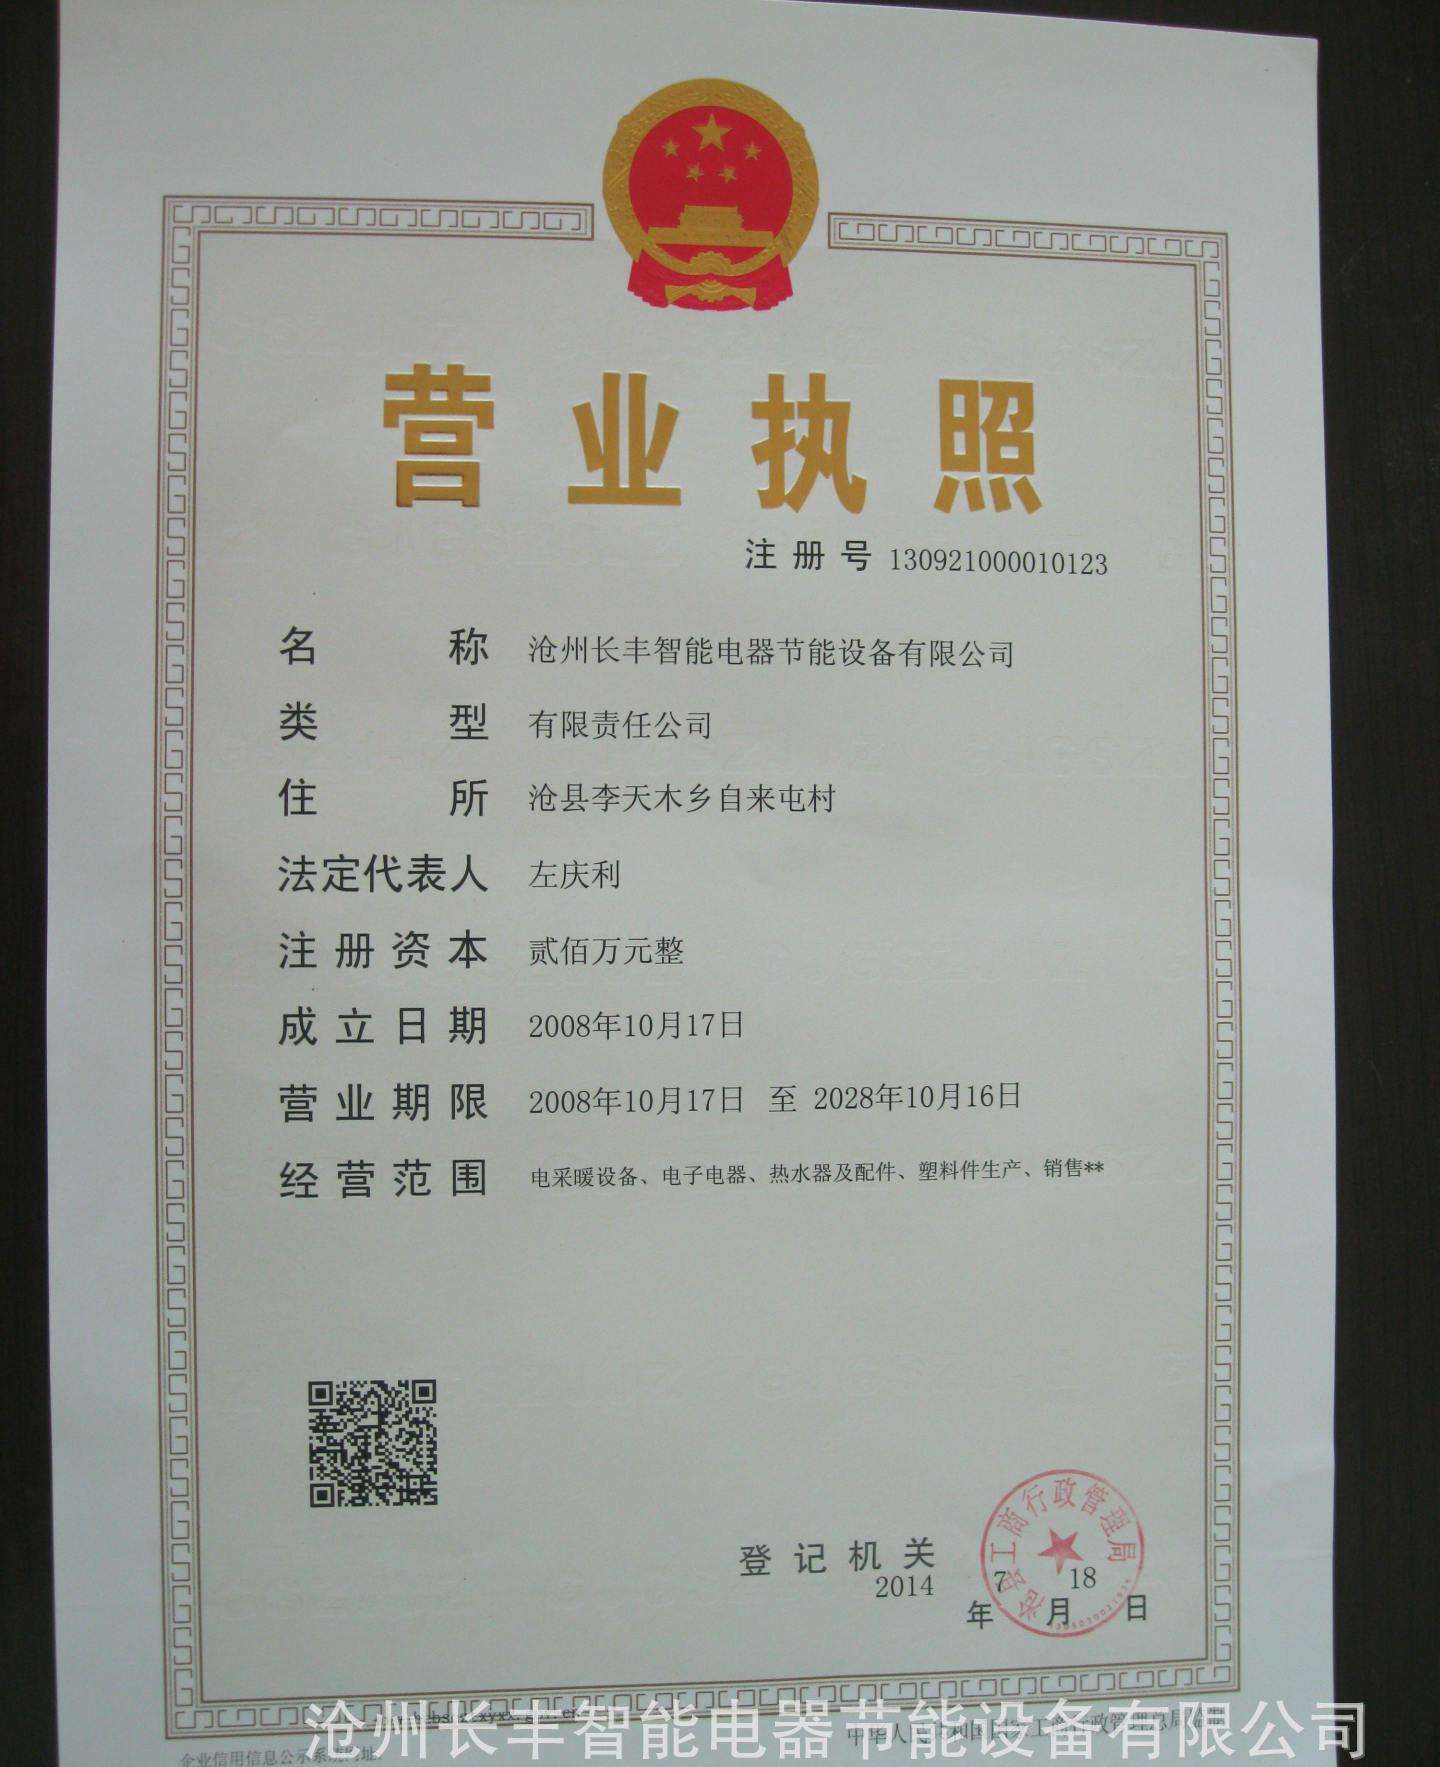 营业执照
注册号 130921000010123
名称 沧州长丰智能电器节能设备有限公司
类型 有限责任公司
住所 沧县李天木乡自来屯村
法定代表人 左庆利
注册资本 贰佰万元整
成立日期 2008年10月17日
营业期限 2008年10月17日 至 2028年10月16日
经营范围 电采暖设备、电子电器、热水器及配件、塑料件生产、销售**
沧县工商行政管理局
登记机关
2014 7 18
年 月 日
沧州长丰智能电器节能设备有限公司
企业信用信息公示系统网址:
中华人民共和国国家工商行政管理总局监制